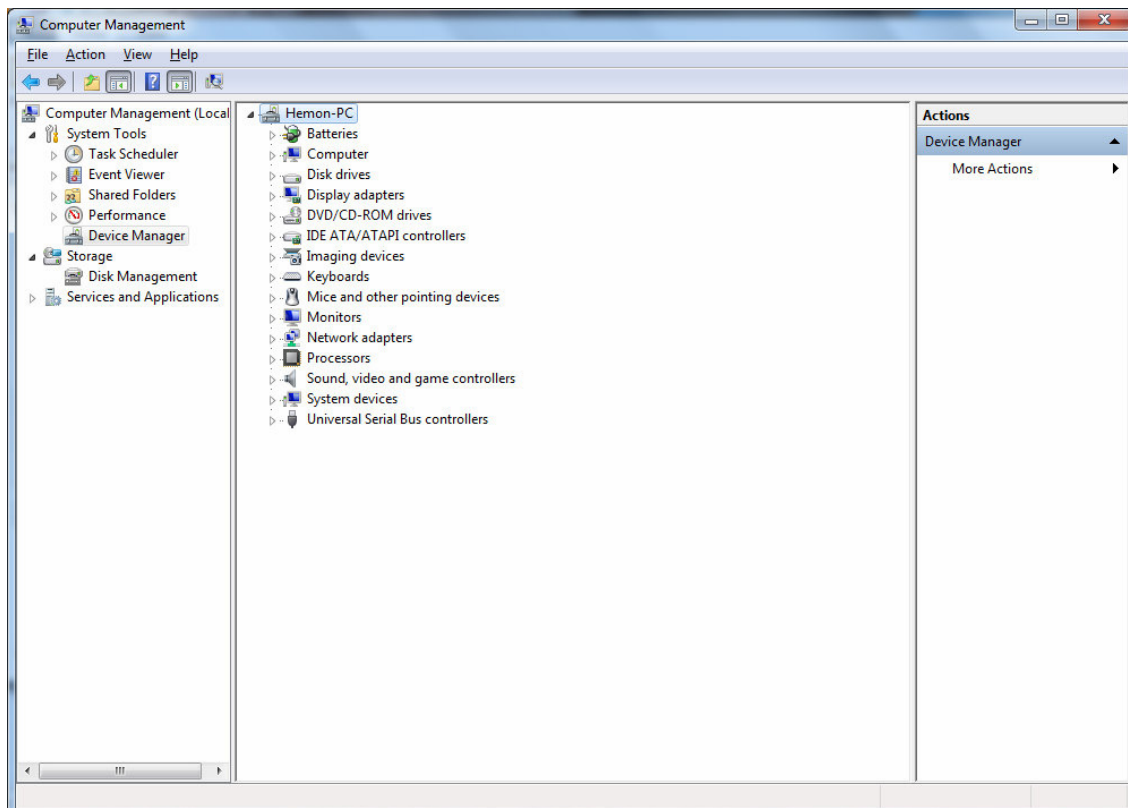 Computer Management
File Action View Help
Computer Management (Local
System Tools
Task Scheduler
Event Viewer
Shared Folders
Performance
Device Manager
Storage
Disk Management
Services and Applications
Hemon-PC
Batteries
Computer
Disk drives
Display adapters
DVD/CD-ROM drives
IDE ATA/ATAPI controllers
Imaging devices
Keyboards
Mice and other pointing devices
Monitors
Network adapters
Processors
Sound, video and game controllers
System devices
Universal Serial Bus controllers
Actions
Device Manager
More Actions